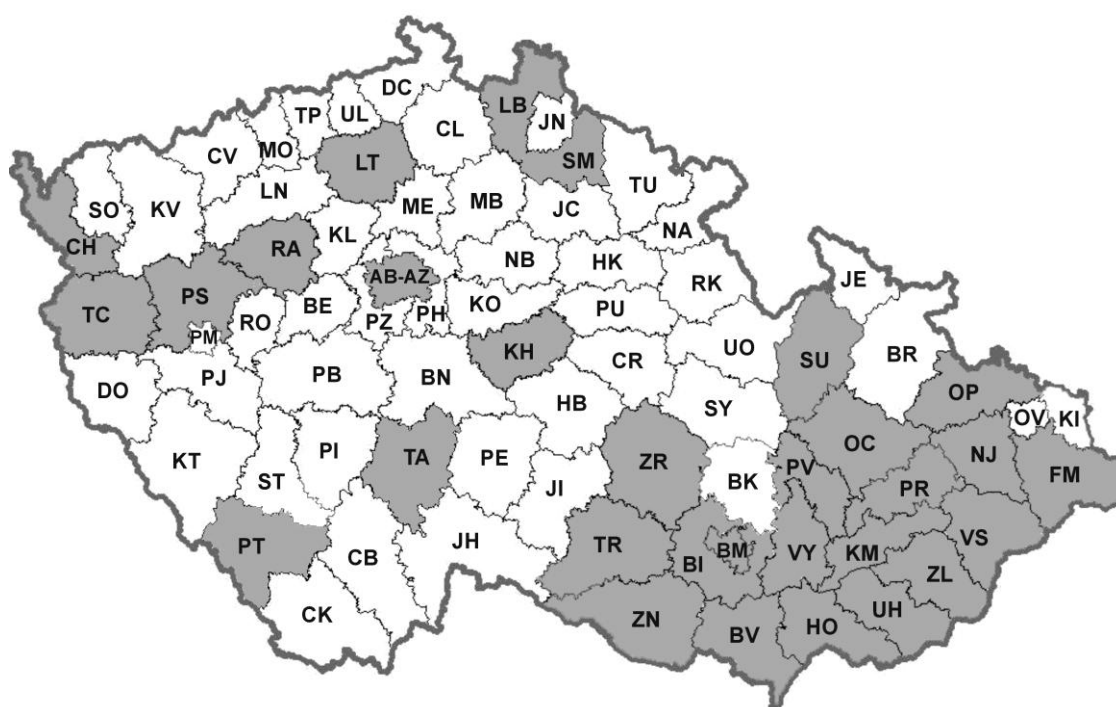 DC
LB
TP
UL
JN
CL
CV
MO
LT
SM
TU
LN
SO
KV
ME
MB
JC
KL
NA
CH
RA
NB
HK
AB-AZ
RK
JE
PS
BE
KO
TC
RO
PZ
PH
PU
PM
KH
UO
SU
BR
PJ
PB
BN
CR
DO
OP
HB
SY
OV
KI
KT
ST
PI
TA
PE
ZR
OC
NJ
PV
FM
JI
BK
PR
PT
CB
JH
TR
BI
BM
VY
KM
VS
ZL
CK
ZN
BV
HO
UH